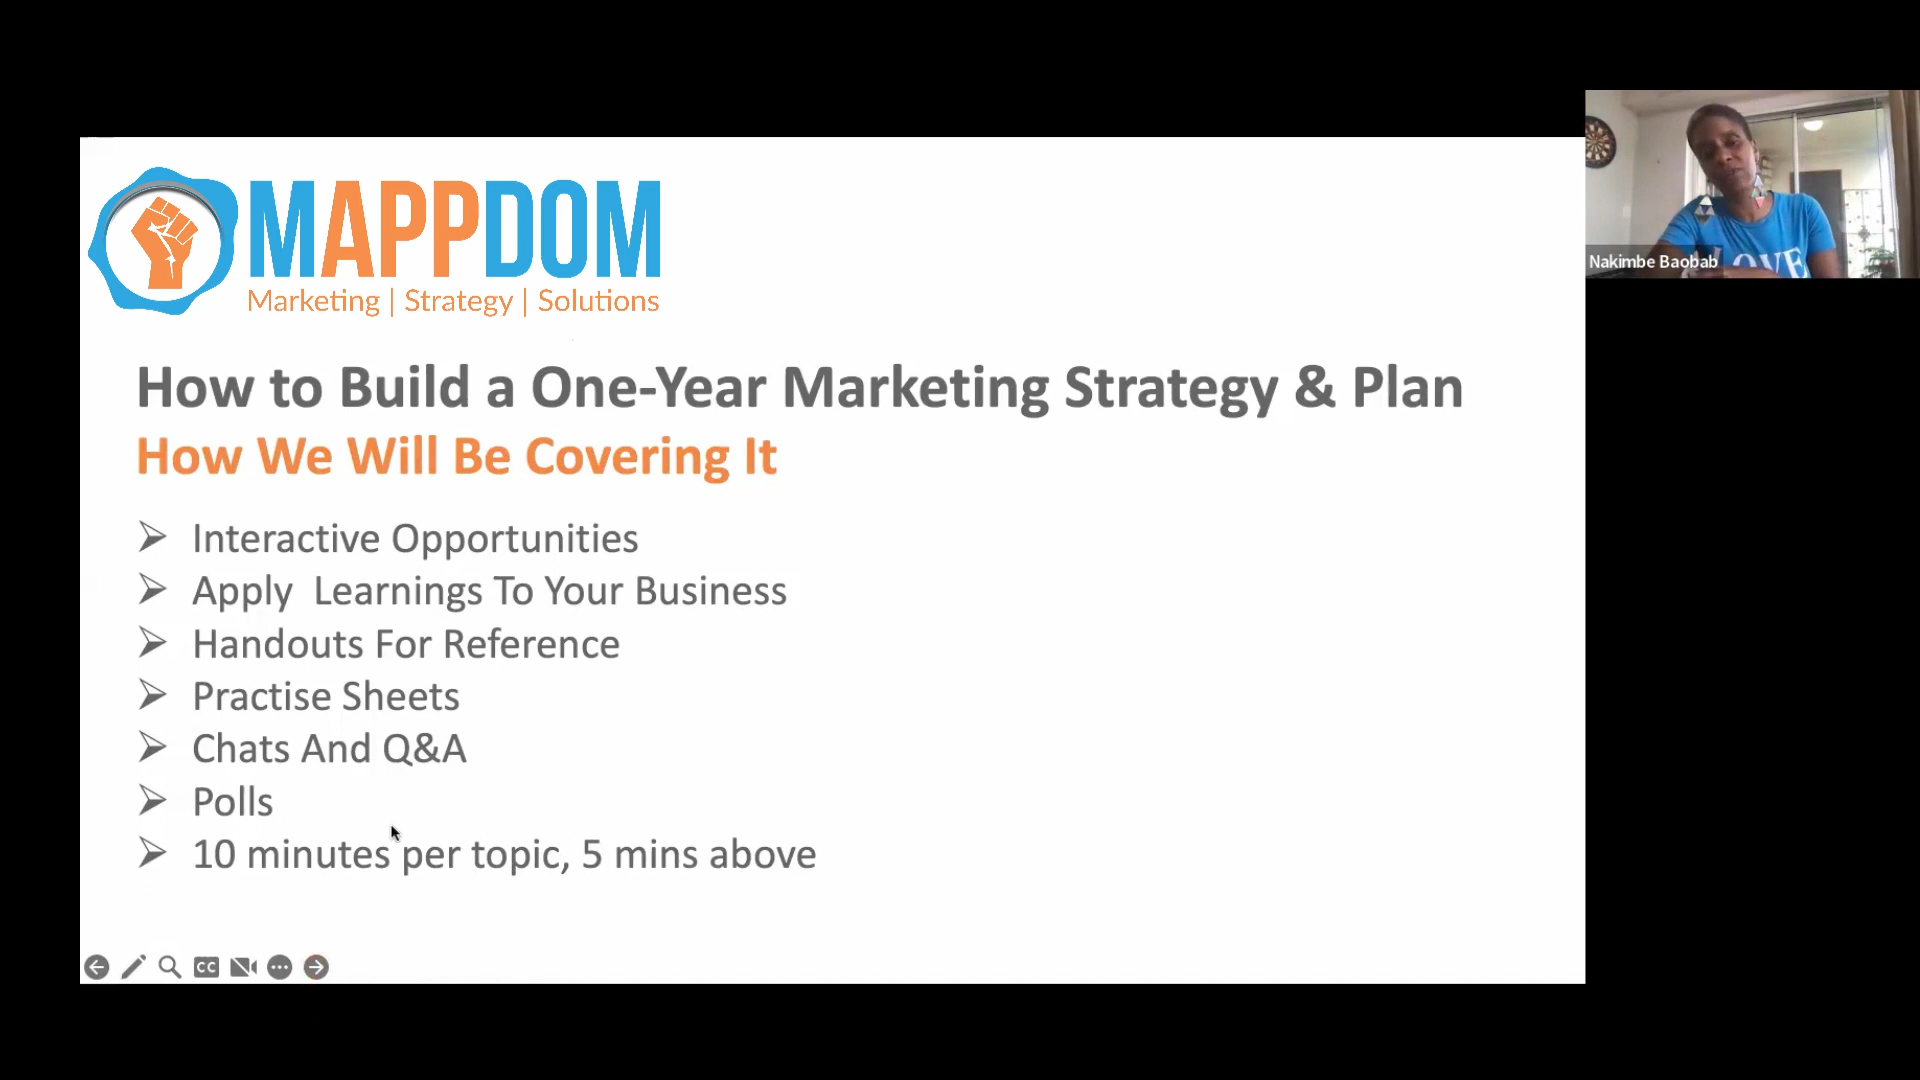 MAPPDOM
Marketing | Strategy | Solutions
How to Build a One-Year Marketing Strategy & Plan
How We Will Be Covering It
Interactive Opportunities
Apply  Learnings To Your Business
Handouts For Reference
Practise Sheets
Chats And Q&A
Polls
10 minutes per topic, 5 mins above
CC
Nakimbe Baobab